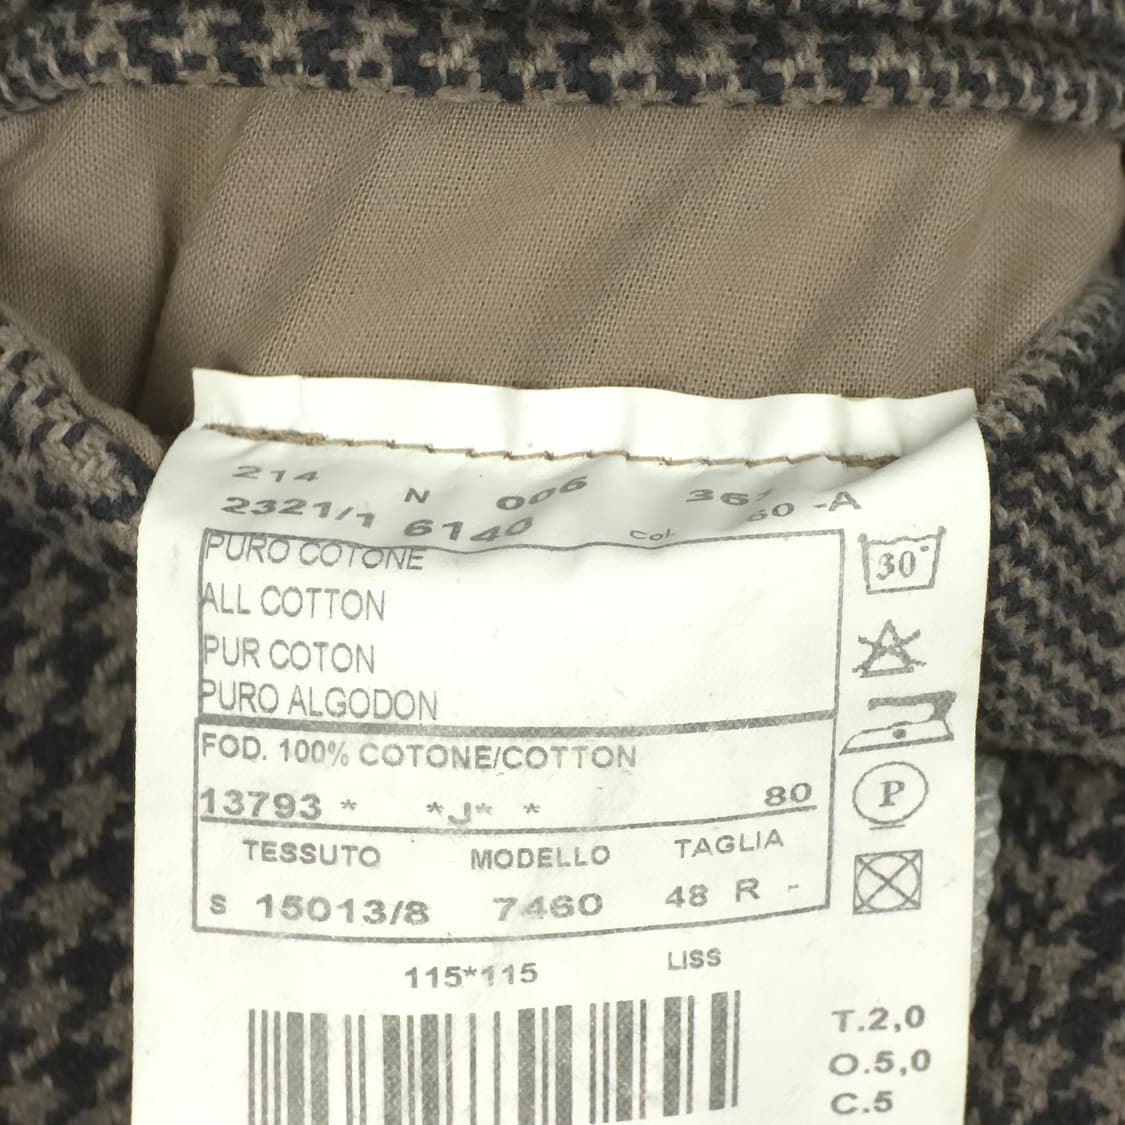 214 N 006
2321/1 6140 Col. 60 -A
PURO COTONE
ALL COTTON
PUR COTON
PURO ALGODON
FOD. 100% COTONE/COTTON
13793 * *J* * 80
TESSUTO MODELLO TAGLIA
S 15013/8 7460 48 R -
115*115 LISS
30°
P
T.2,0
O.5,0
C.5